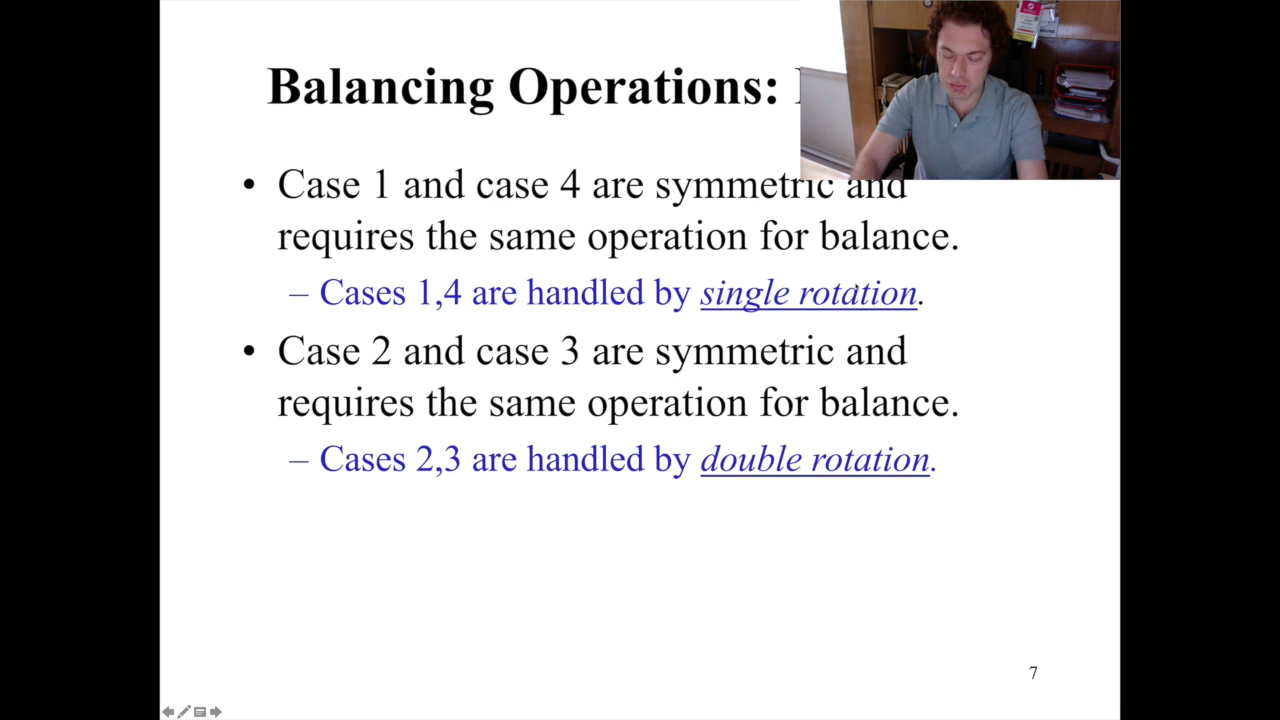 Balancing Operations:
• Case 1 and case 4 are symmetric and
requires the same operation for balance.
– Cases 1,4 are handled by single rotation.
• Case 2 and case 3 are symmetric and
requires the same operation for balance.
– Cases 2,3 are handled by double rotation.
7